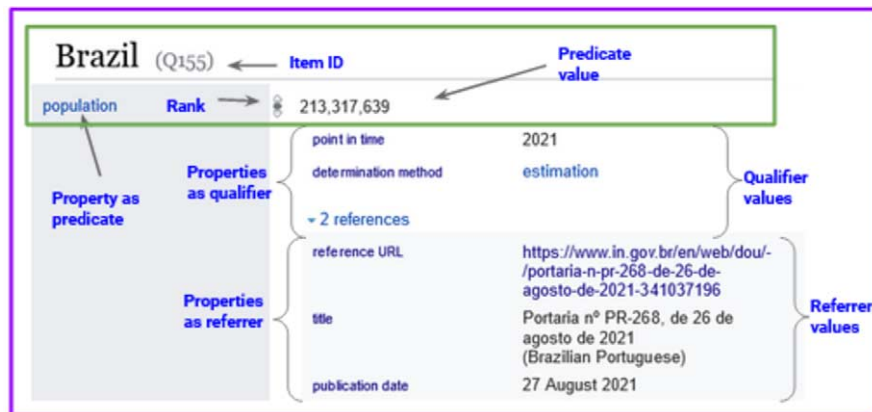 Brazil (Q155) Item ID
Predicate
value
population Rank 213,317,639
point in time 2021
Properties
as qualifier
determination method estimation
Qualifier
values
Property as
predicate
2 references
reference URL https://www.in.gov.br/en/web/dou/-
/portaria-n-pr-268-de-26-de-
agosto-de-2021-341037196
Properties
as referrer
Referrer
values
title Portaria nº PR-268, de 26 de
agosto de 2021
(Brazilian Portuguese)
publication date 27 August 2021